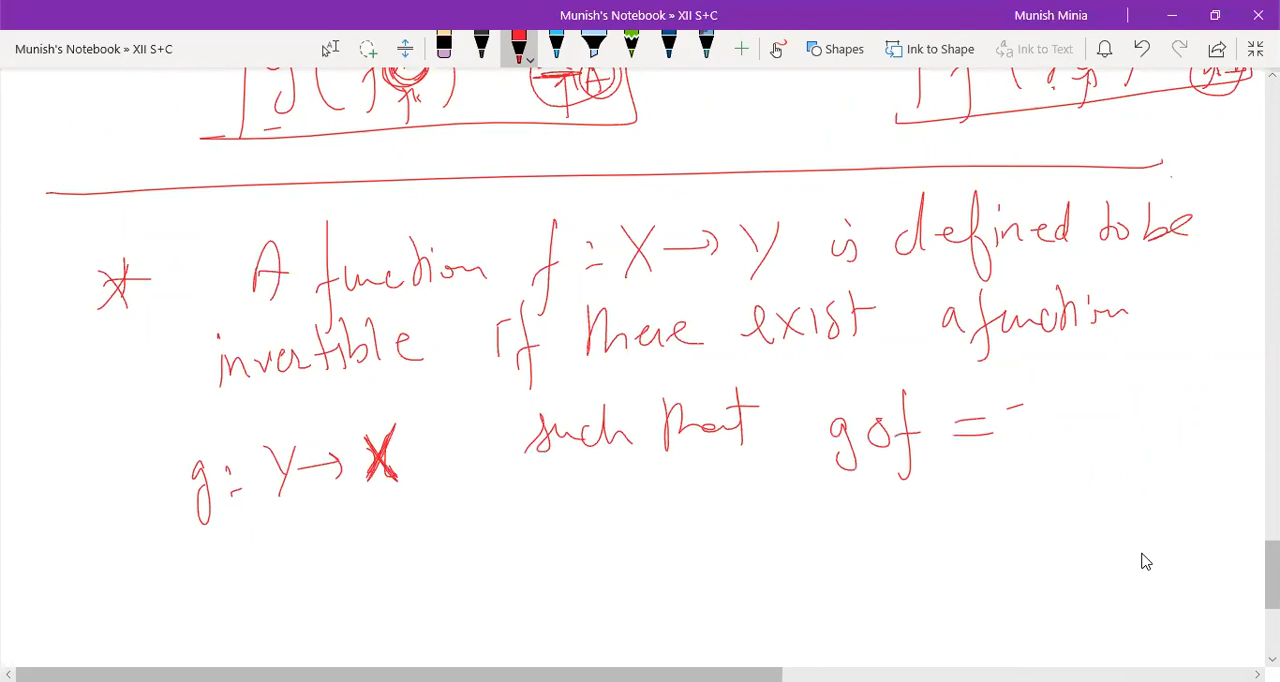 Munish's Notebook » XII S+C
Munish Minia
Munish's Notebook » XII S+C
Shapes
Ink to Shape
Ink to Text
* A function f : X → Y is defined to be
invertible if there exist a function
g : Y → X such that gof =